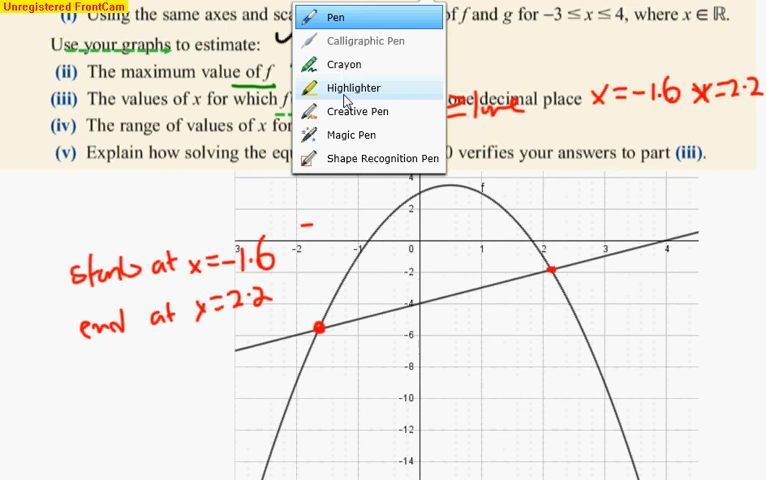 Unregistered FrontCam
(i) Using the same axes and sca of f and g for −3 ≤ x ≤ 4, where x ∈ ℝ.
Use your graphs to estimate:
(ii) The maximum value of f
(iii) The values of x for which f one decimal place x=-1.6 x=2.2
(iv) The range of values of x for
(v) Explain how solving the eq 0 verifies your answers to part (iii).
Pen
Calligraphic Pen
Crayon
Highlighter
Creative Pen
Magic Pen
Shape Recognition Pen
= line
starts at x=-1.6
end at x=2.2
f
4
2
3 -2 -1 0 1 2 3 4
-2
-4
-6
-8
-10
-12
-14